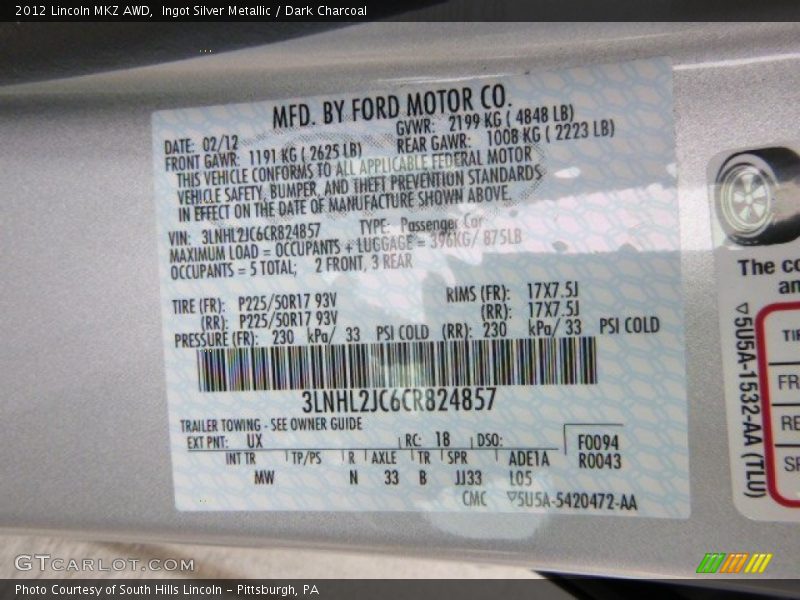 2012 Lincoln MKZ AWD, Ingot Silver Metallic / Dark Charcoal
MFD. BY FORD MOTOR CO.
DATE: 02/12 GVWR: 2199 KG ( 4848 LB)
FRONT GAWR: 1191 KG ( 2625 LB) REAR GAWR: 1008 KG ( 2223 LB)
THIS VEHICLE CONFORMS TO ALL APPLICABLE FEDERAL MOTOR
VEHICLE SAFETY, BUMPER, AND THEFT PREVENTION STANDARDS
IN EFFECT ON THE DATE OF MANUFACTURE SHOWN ABOVE.
VIN: 3LNHL2JC6CR824857 TYPE: Passenger Car
MAXIMUM LOAD = OCCUPANTS + LUGGAGE = 396KG/ 875LB
OCCUPANTS = 5 TOTAL; 2 FRONT, 3 REAR
TIRE (FR): P225/50R17 93V RIMS (FR): 17X7.5J
(RR): P225/50R17 93V (RR): 17X7.5J
PRESSURE (FR): 230 kPa/ 33 PSI COLD (RR): 230 kPa/ 33 PSI COLD
3LNHL2JC6CR824857
TRAILER TOWING - SEE OWNER GUIDE
EXT PNT: UX RC: 18 DSO: F0094
INT TR TP/PS R AXLE TR SPR ADE1A R0043
MW N 33 B JJ33 L05
CMC ▽5U5A-5420472-AA
The co
an
▽5U5A-1532-AA (TLU)
TI
FR
RE
SP
GTCARLOT.COM
Photo Courtesy of South Hills Lincoln - Pittsburgh, PA